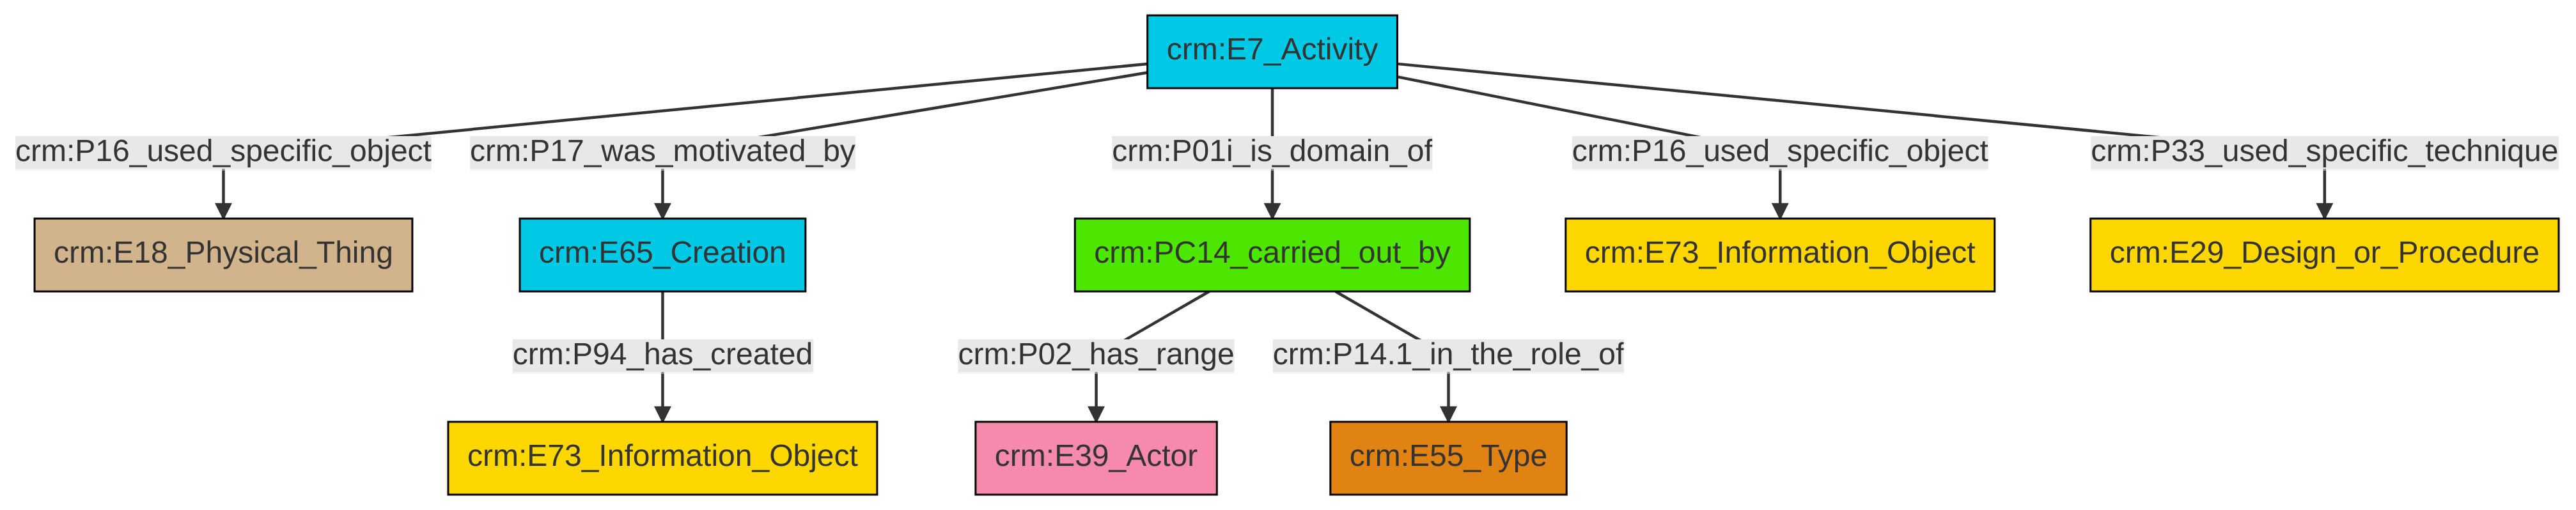 crm:E7_Activity
crm:P16_used_specific_object
crm:P17_was_motivated_by
crm:P01i_is_domain_of
crm:P16_used_specific_object
crm:P33_used_specific_technique
crm:E18_Physical_Thing
crm:E65_Creation
crm:PC14_carried_out_by
crm:E73_Information_Object
crm:E29_Design_or_Procedure
crm:P94_has_created
crm:P02_has_range
crm:P14.1_in_the_role_of
crm:E73_Information_Object
crm:E39_Actor
crm:E55_Type